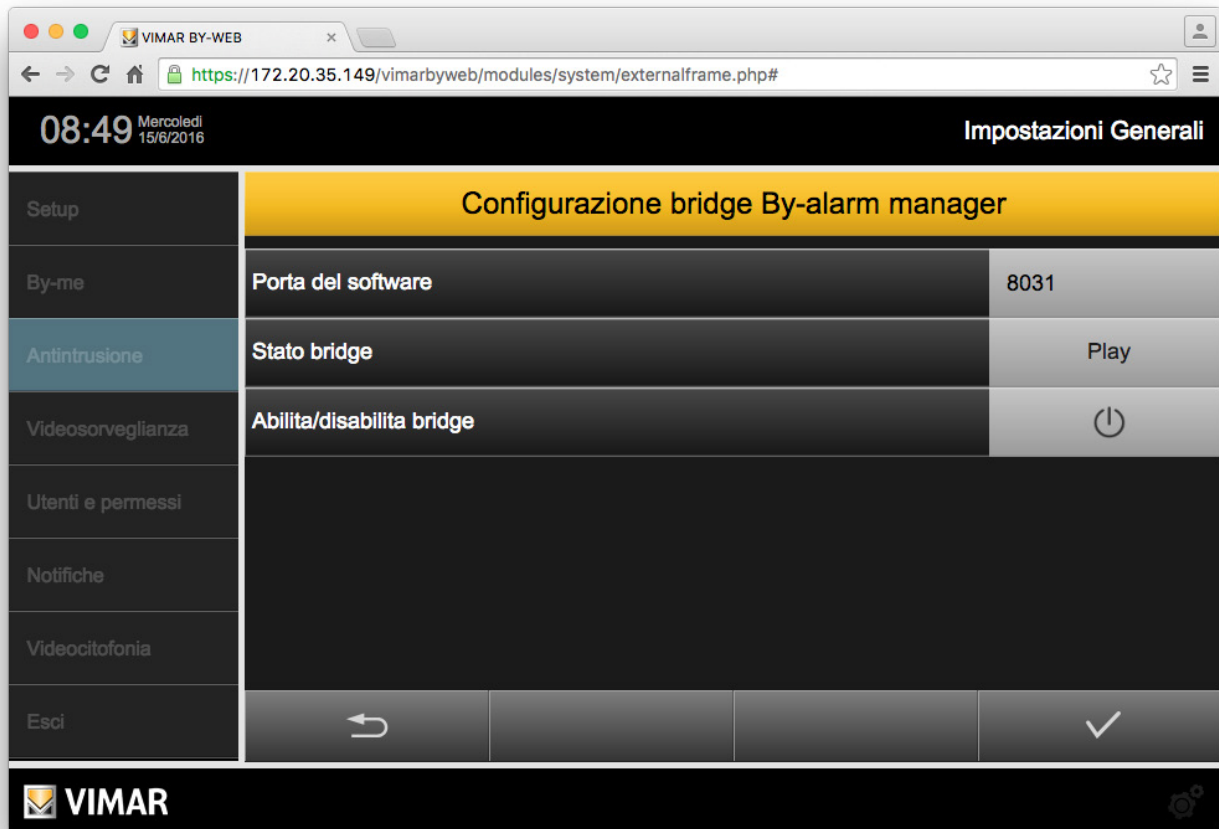 VIMAR BY-WEB
https://172.20.35.149/vimarbyweb/modules/system/externalframe.php#
08:49 Mercoledì
15/6/2016
Impostazioni Generali
Setup
By-me
Antintrusione
Videosorveglianza
Utenti e permessi
Notifiche
Videocitofonia
Esci
Configurazione bridge By-alarm manager
Porta del software
8031
Stato bridge
Play
Abilita/disabilita bridge
VIMAR